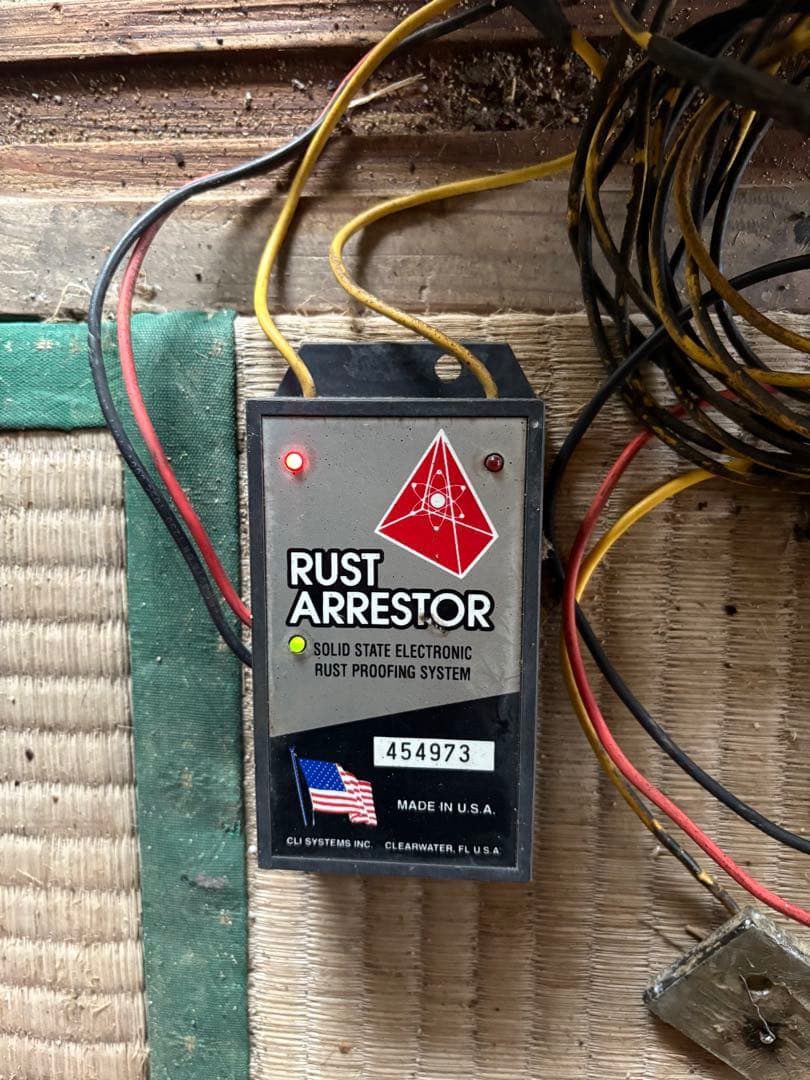 RUST
ARRESTOR
SOLID STATE ELECTRONIC
RUST PROOFING SYSTEM
454973
MADE IN U.S.A.
CLI SYSTEMS INC. CLEARWATER, FL U.S.A.